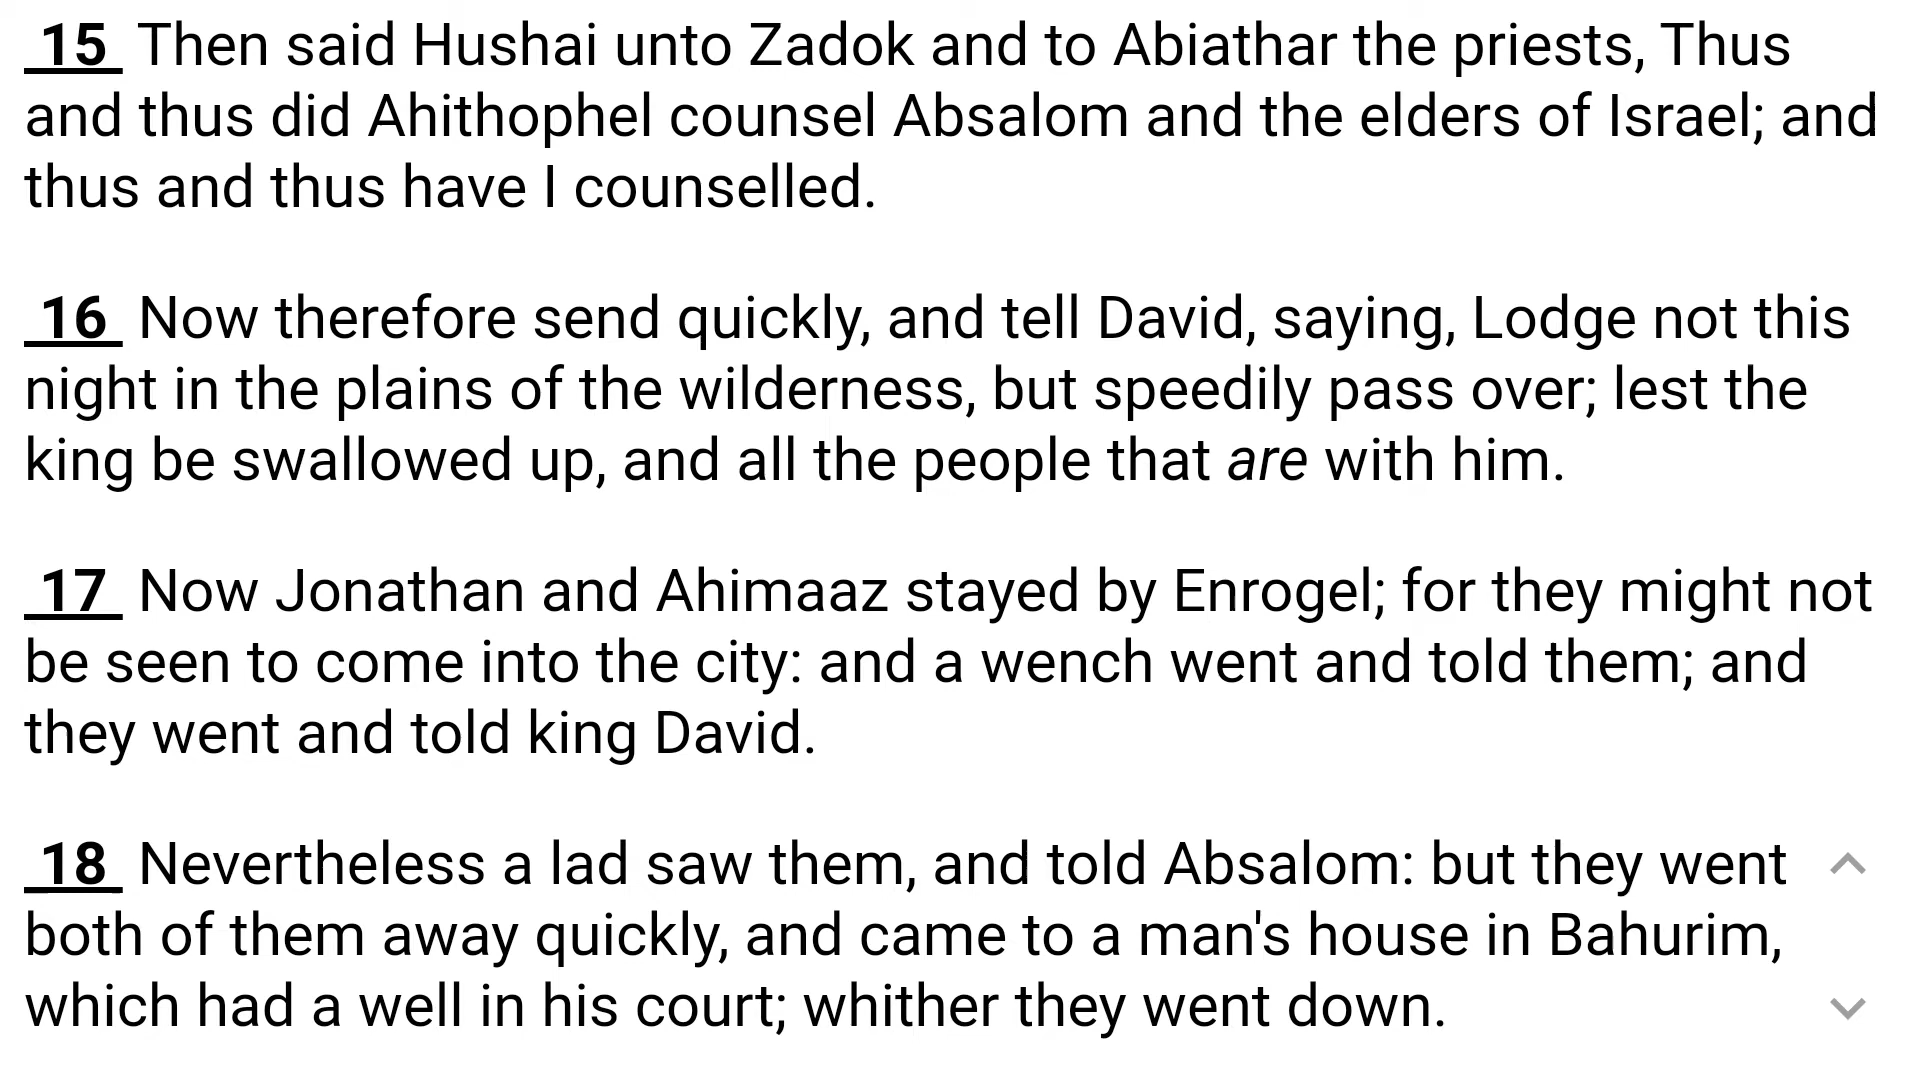 15 Then said Hushai unto Zadok and to Abiathar the priests, Thus
and thus did Ahithophel counsel Absalom and the elders of Israel; and
thus and thus have I counselled.
16 Now therefore send quickly, and tell David, saying, Lodge not this
night in the plains of the wilderness, but speedily pass over; lest the
king be swallowed up, and all the people that are with him.
17 Now Jonathan and Ahimaaz stayed by Enrogel; for they might not
be seen to come into the city: and a wench went and told them; and
they went and told king David.
18 Nevertheless a lad saw them, and told Absalom: but they went
both of them away quickly, and came to a man's house in Bahurim,
which had a well in his court; whither they went down.